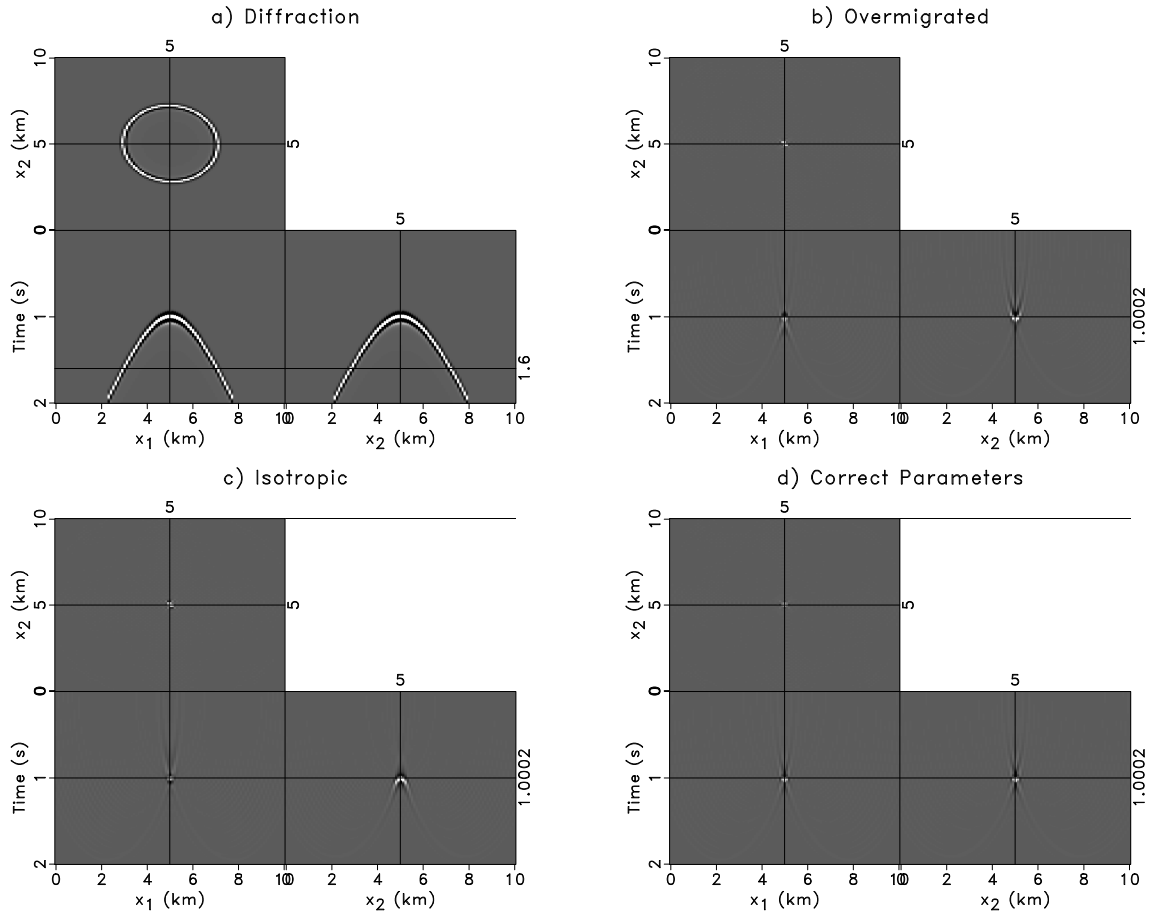 a) Diffraction
b) Overmigrated
5
5
10
10
x2 (km)
x2 (km)
5
5
5
5
5
5
0
0
Time (s)
Time (s)
1
1
1.6
1.0002
2
2
0 2 4 6 8 10
0 2 4 6 8 10
0 2 4 6 8 10
0 2 4 6 8 10
x1 (km)
x2 (km)
x1 (km)
x2 (km)
c) Isotropic
d) Correct Parameters
5
5
10
10
x2 (km)
x2 (km)
5
5
5
5
5
5
0
0
Time (s)
Time (s)
1
1
1.0002
1.0002
2
2
0 2 4 6 8 10
0 2 4 6 8 10
0 2 4 6 8 10
0 2 4 6 8 10
x1 (km)
x2 (km)
x1 (km)
x2 (km)